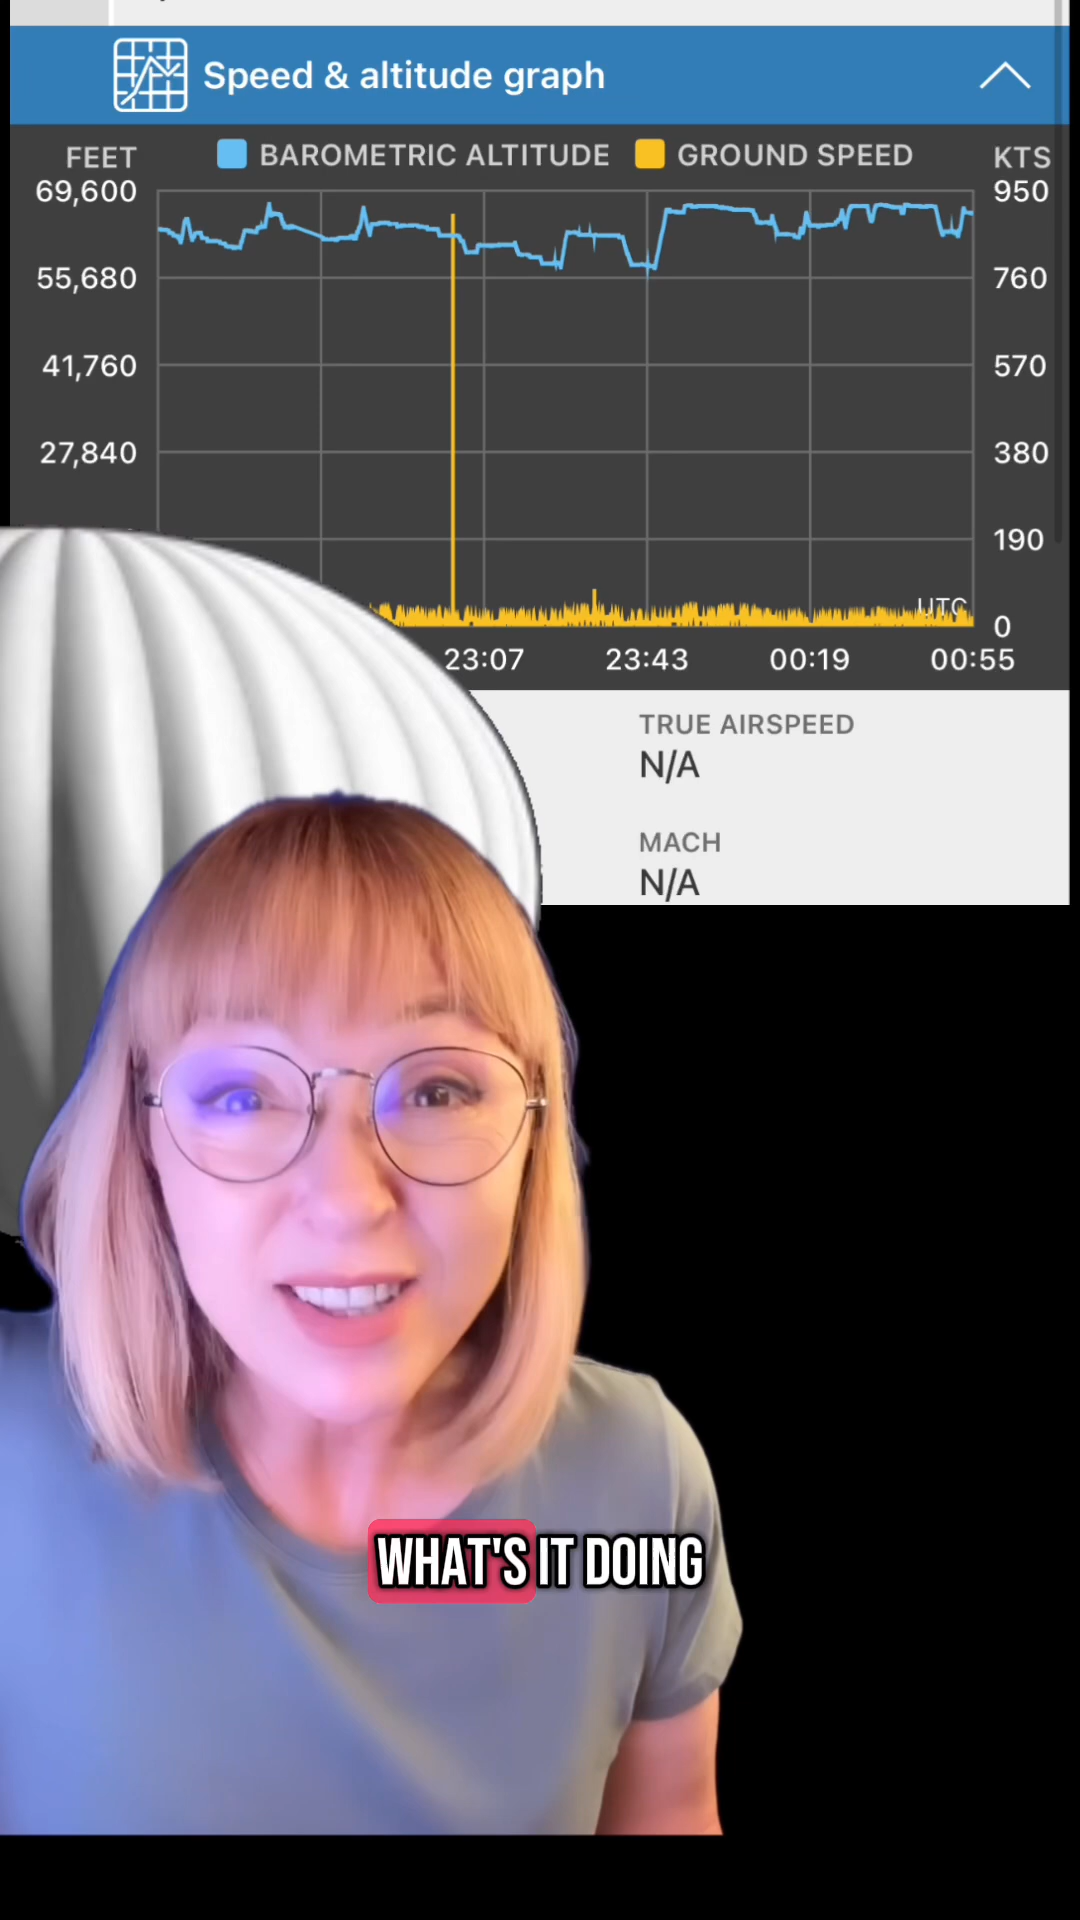 Speed & altitude graph
FEET BAROMETRIC ALTITUDE GROUND SPEED KTS
69,600 950
55,680 760
41,760 570
27,840 380
190
UTC
0
23:07 23:43 00:19 00:55
TRUE AIRSPEED
N/A
MACH
N/A
WHAT'S IT DOING